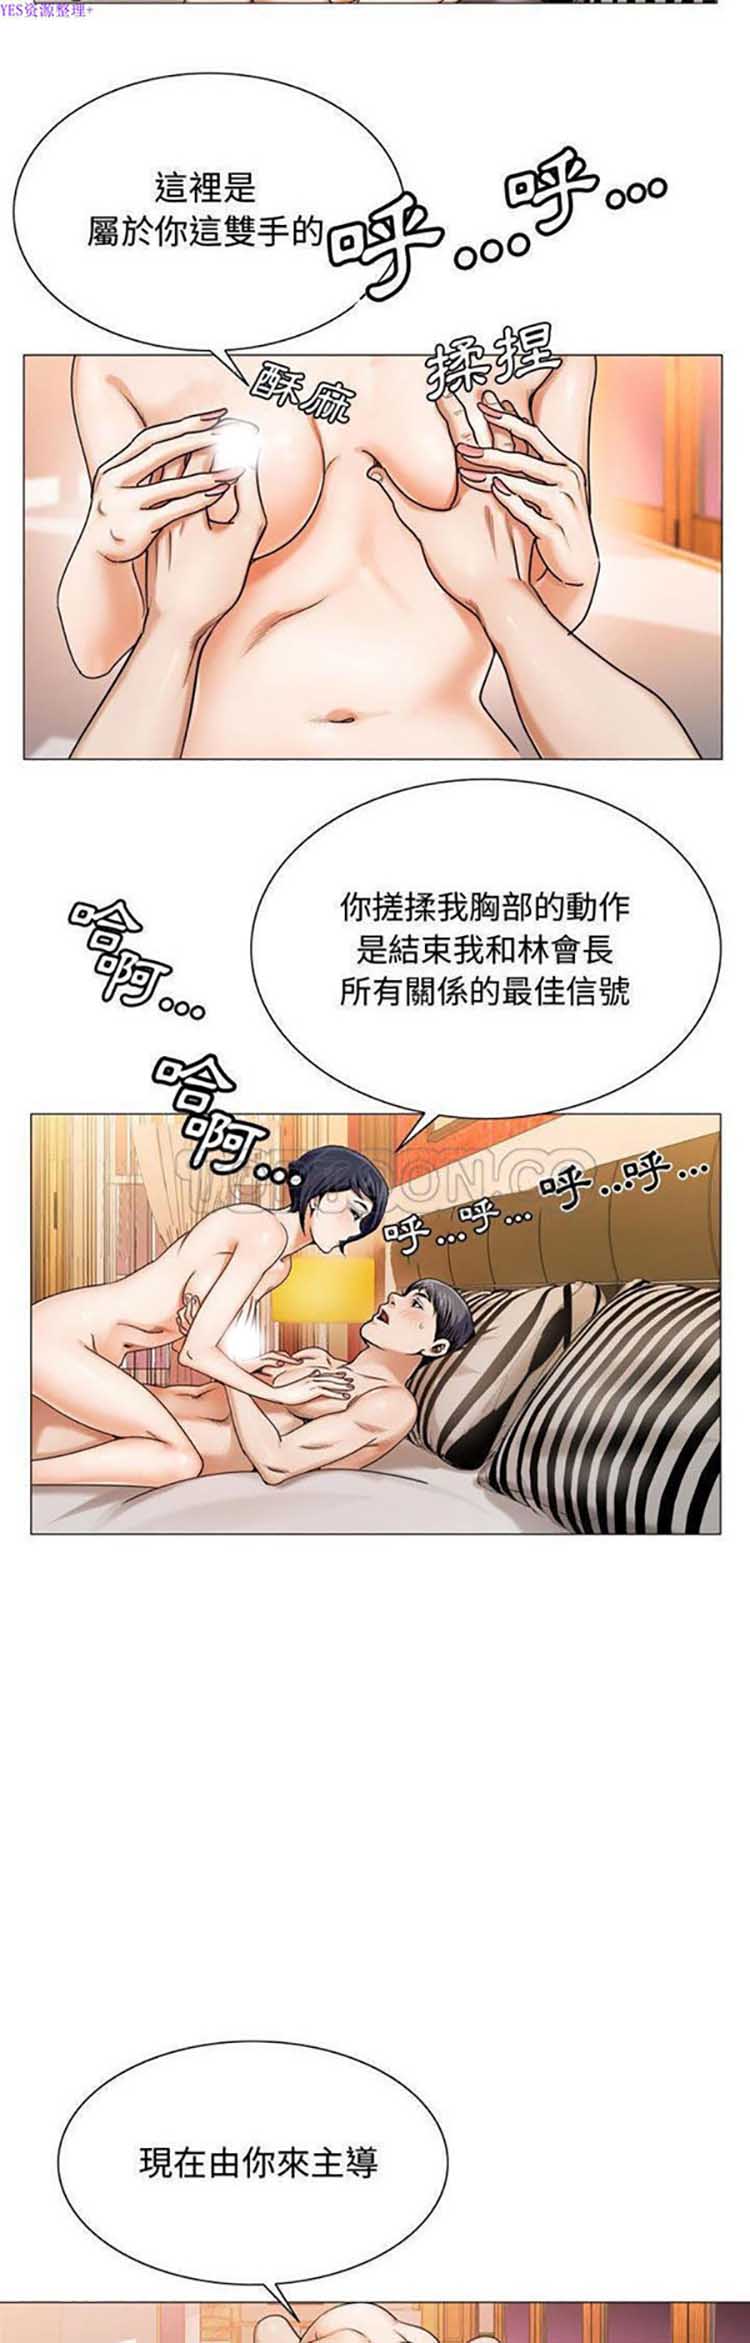 YES资源整理+
這裡是
屬於你這雙手的
呼...呼...
酥麻
揉捏
你搓揉我胸部的動作
是結束我和林會長
所有關係的最佳信號
哈
啊...
哈
啊...
呼...呼...呼...呼...
現在由你來主導